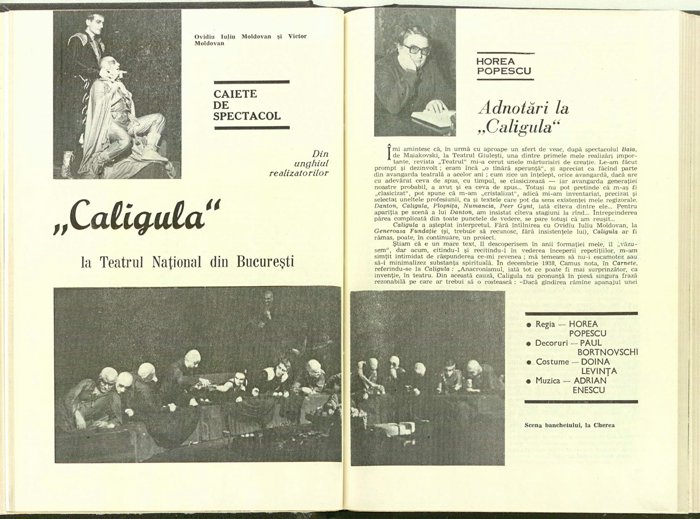 Ovidiu Iuliu Moldovan și Victor
Moldovan
CAIETE
DE
SPECTACOL
Din
unghiul
realizatorilor
„Caligula“
la Teatrul Național din București
HOREA
POPESCU
Adnotări la
„Caligula“
Îmi amintesc că, în urmă cu aproape un sfert de veac, după spectacolul Baia,
de Maiakovski, la Teatrul Giulești, una dintre primele mele realizări impor-
tante, revista „Teatrul“ mi-a cerut unele mărturisiri de creație. Le-am făcut
prompt și dezinvolt ; eram încă „o tînără speranță“, și apreciat ca făcînd parte
din avangarda teatrală a acelor ani ; cum zice un înțelept, orice avangardă, dacă are
cu adevărat ceva de spus, cu timpul, se clasicizează — iar avangarda generației
noastre probabil, a avut și ea ceva de spus... Totuși nu pot pretinde că m-aș fi
„clasicizat“, pot spune că m-am „cristalizat“, adică mi-am inventariat, precizat și
selectat uneltele profesiunii, cu și textele care pot da sens existenței mele regizorale.
Danton, Caligula, Ploșnița, Numancia, Peer Gynt, iată cîteva dintre ele... Pentru
apariția pe scenă a lui Danton, am insistat cîteva stagiuni la rînd... Întreprinderea
părea complicată din toate punctele de vedere, se pare totuși că am reușit...
Caligula a așteptat interpretul. Fără întîlnirea cu Ovidiu Iuliu Moldovan, la
Generoasa Fundație (și, trebuie să recunosc, fără insistențele lui), Caligula ar fi
rămas, poate, în continuare, un proiect.
Știam că e un mare text, îl descoperisem în anii formației mele, îl „văzu-
sem“, dar acum, citindu-l și recitindu-l în vederea începerii repetițiilor, m-am
simțit intimidat de răspunderea ce-mi revenea ; mă temeam să nu-i escamotez sau
să-i minimalizez substanța spirituală. În decembrie 1938, Camus nota, în Carnete,
referindu-se la Caligula : „Anacronismul, iată tot ce poate fi mai surprinzător, ca
invenție, în teatru. Din această cauză, Caligula nu pronunță în piesă singura frază
rezonabilă pe care ar trebui să o rostească : «Dacă gîndirea rămîne apanajul unei
● Regia — HOREA
POPESCU
● Decoruri — PAUL
BORTNOVSCHI
● Costume — DOINA
LEVINȚA
● Muzica — ADRIAN
ENESCU
Scena banchetului, la Cherea